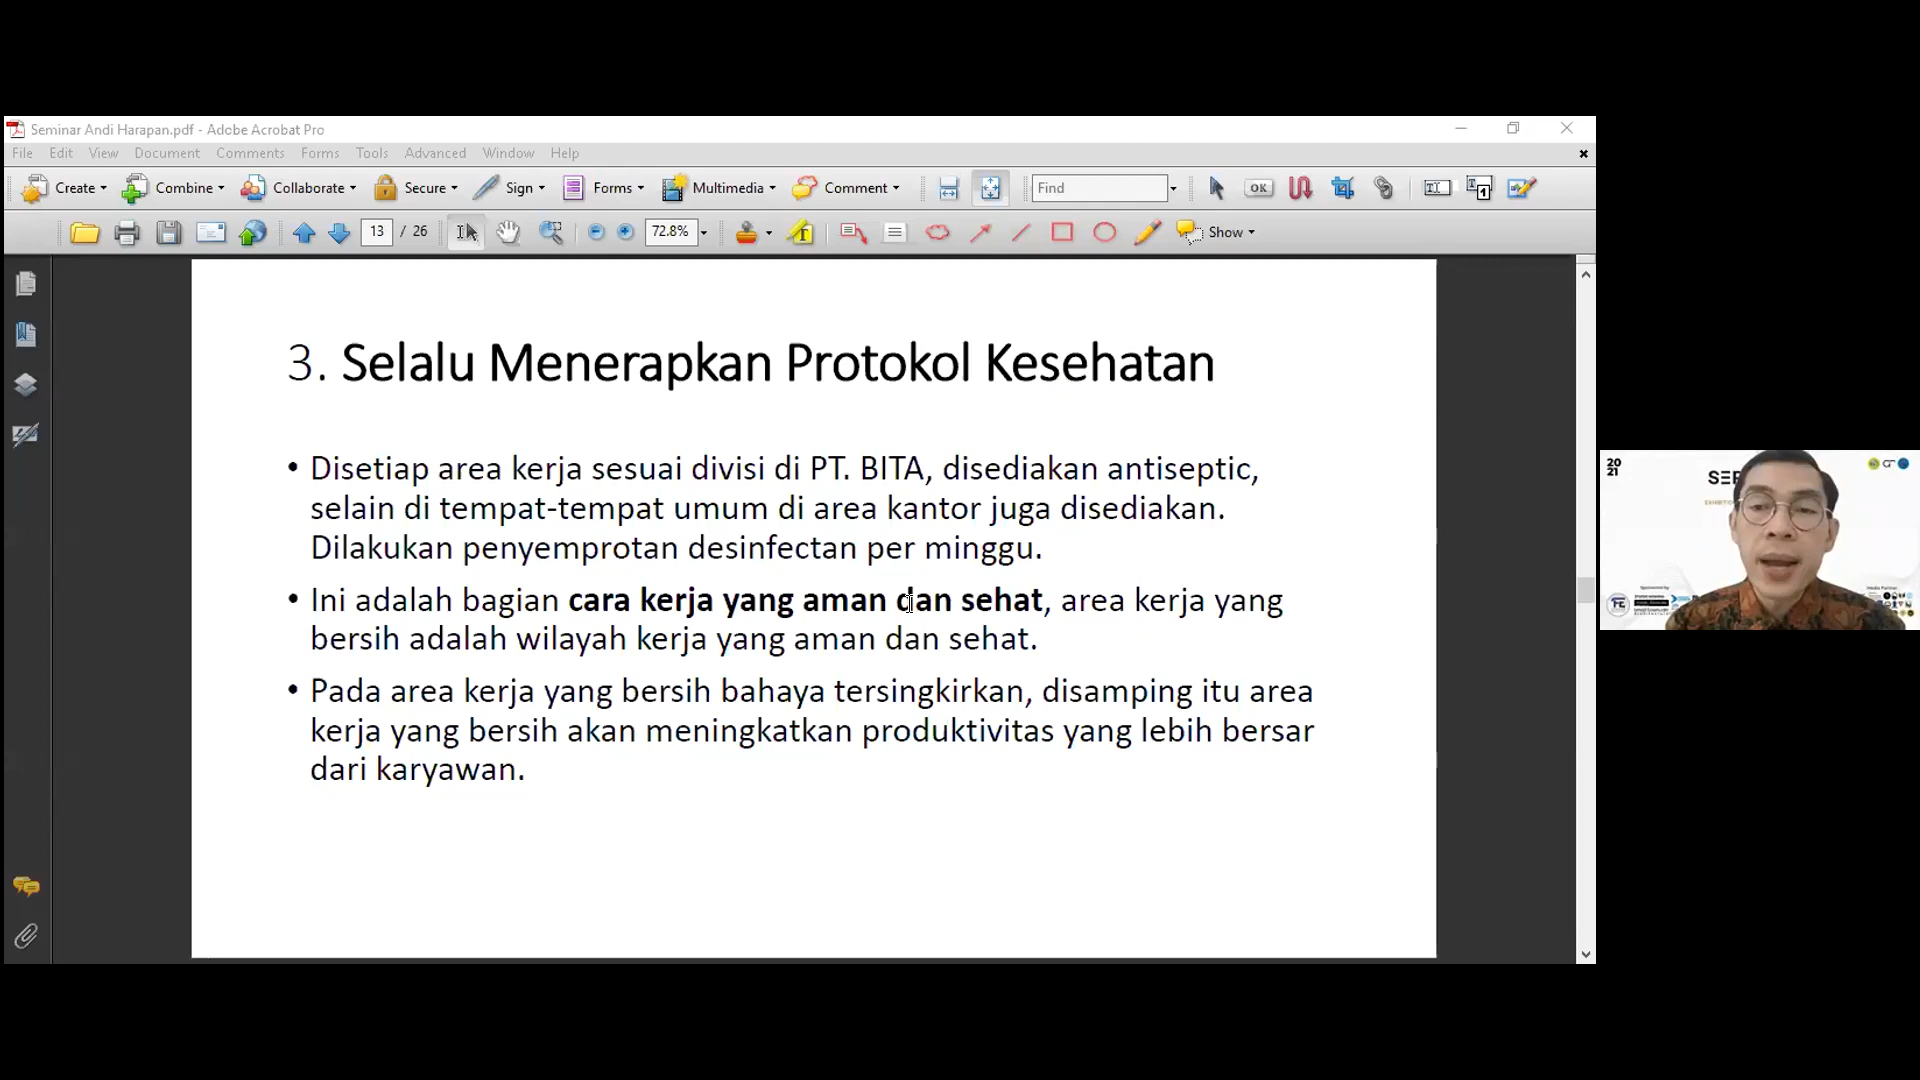 Seminar Andi Harapan.pdf - Adobe Acrobat Pro
File Edit View Document Comments Forms Tools Advanced Window Help
Create Combine Collaborate Secure Sign Forms Multimedia Comment Find OK
13 / 26 72.8% Show
3. Selalu Menerapkan Protokol Kesehatan
• Disetiap area kerja sesuai divisi di PT. BITA, disediakan antiseptic,
selain di tempat-tempat umum di area kantor juga disediakan.
Dilakukan penyemprotan desinfectan per minggu.
• Ini adalah bagian cara kerja yang aman dan sehat, area kerja yang
bersih adalah wilayah kerja yang aman dan sehat.
• Pada area kerja yang bersih bahaya tersingkirkan, disamping itu area
kerja yang bersih akan meningkatkan produktivitas yang lebih bersar
dari karyawan.
20
21